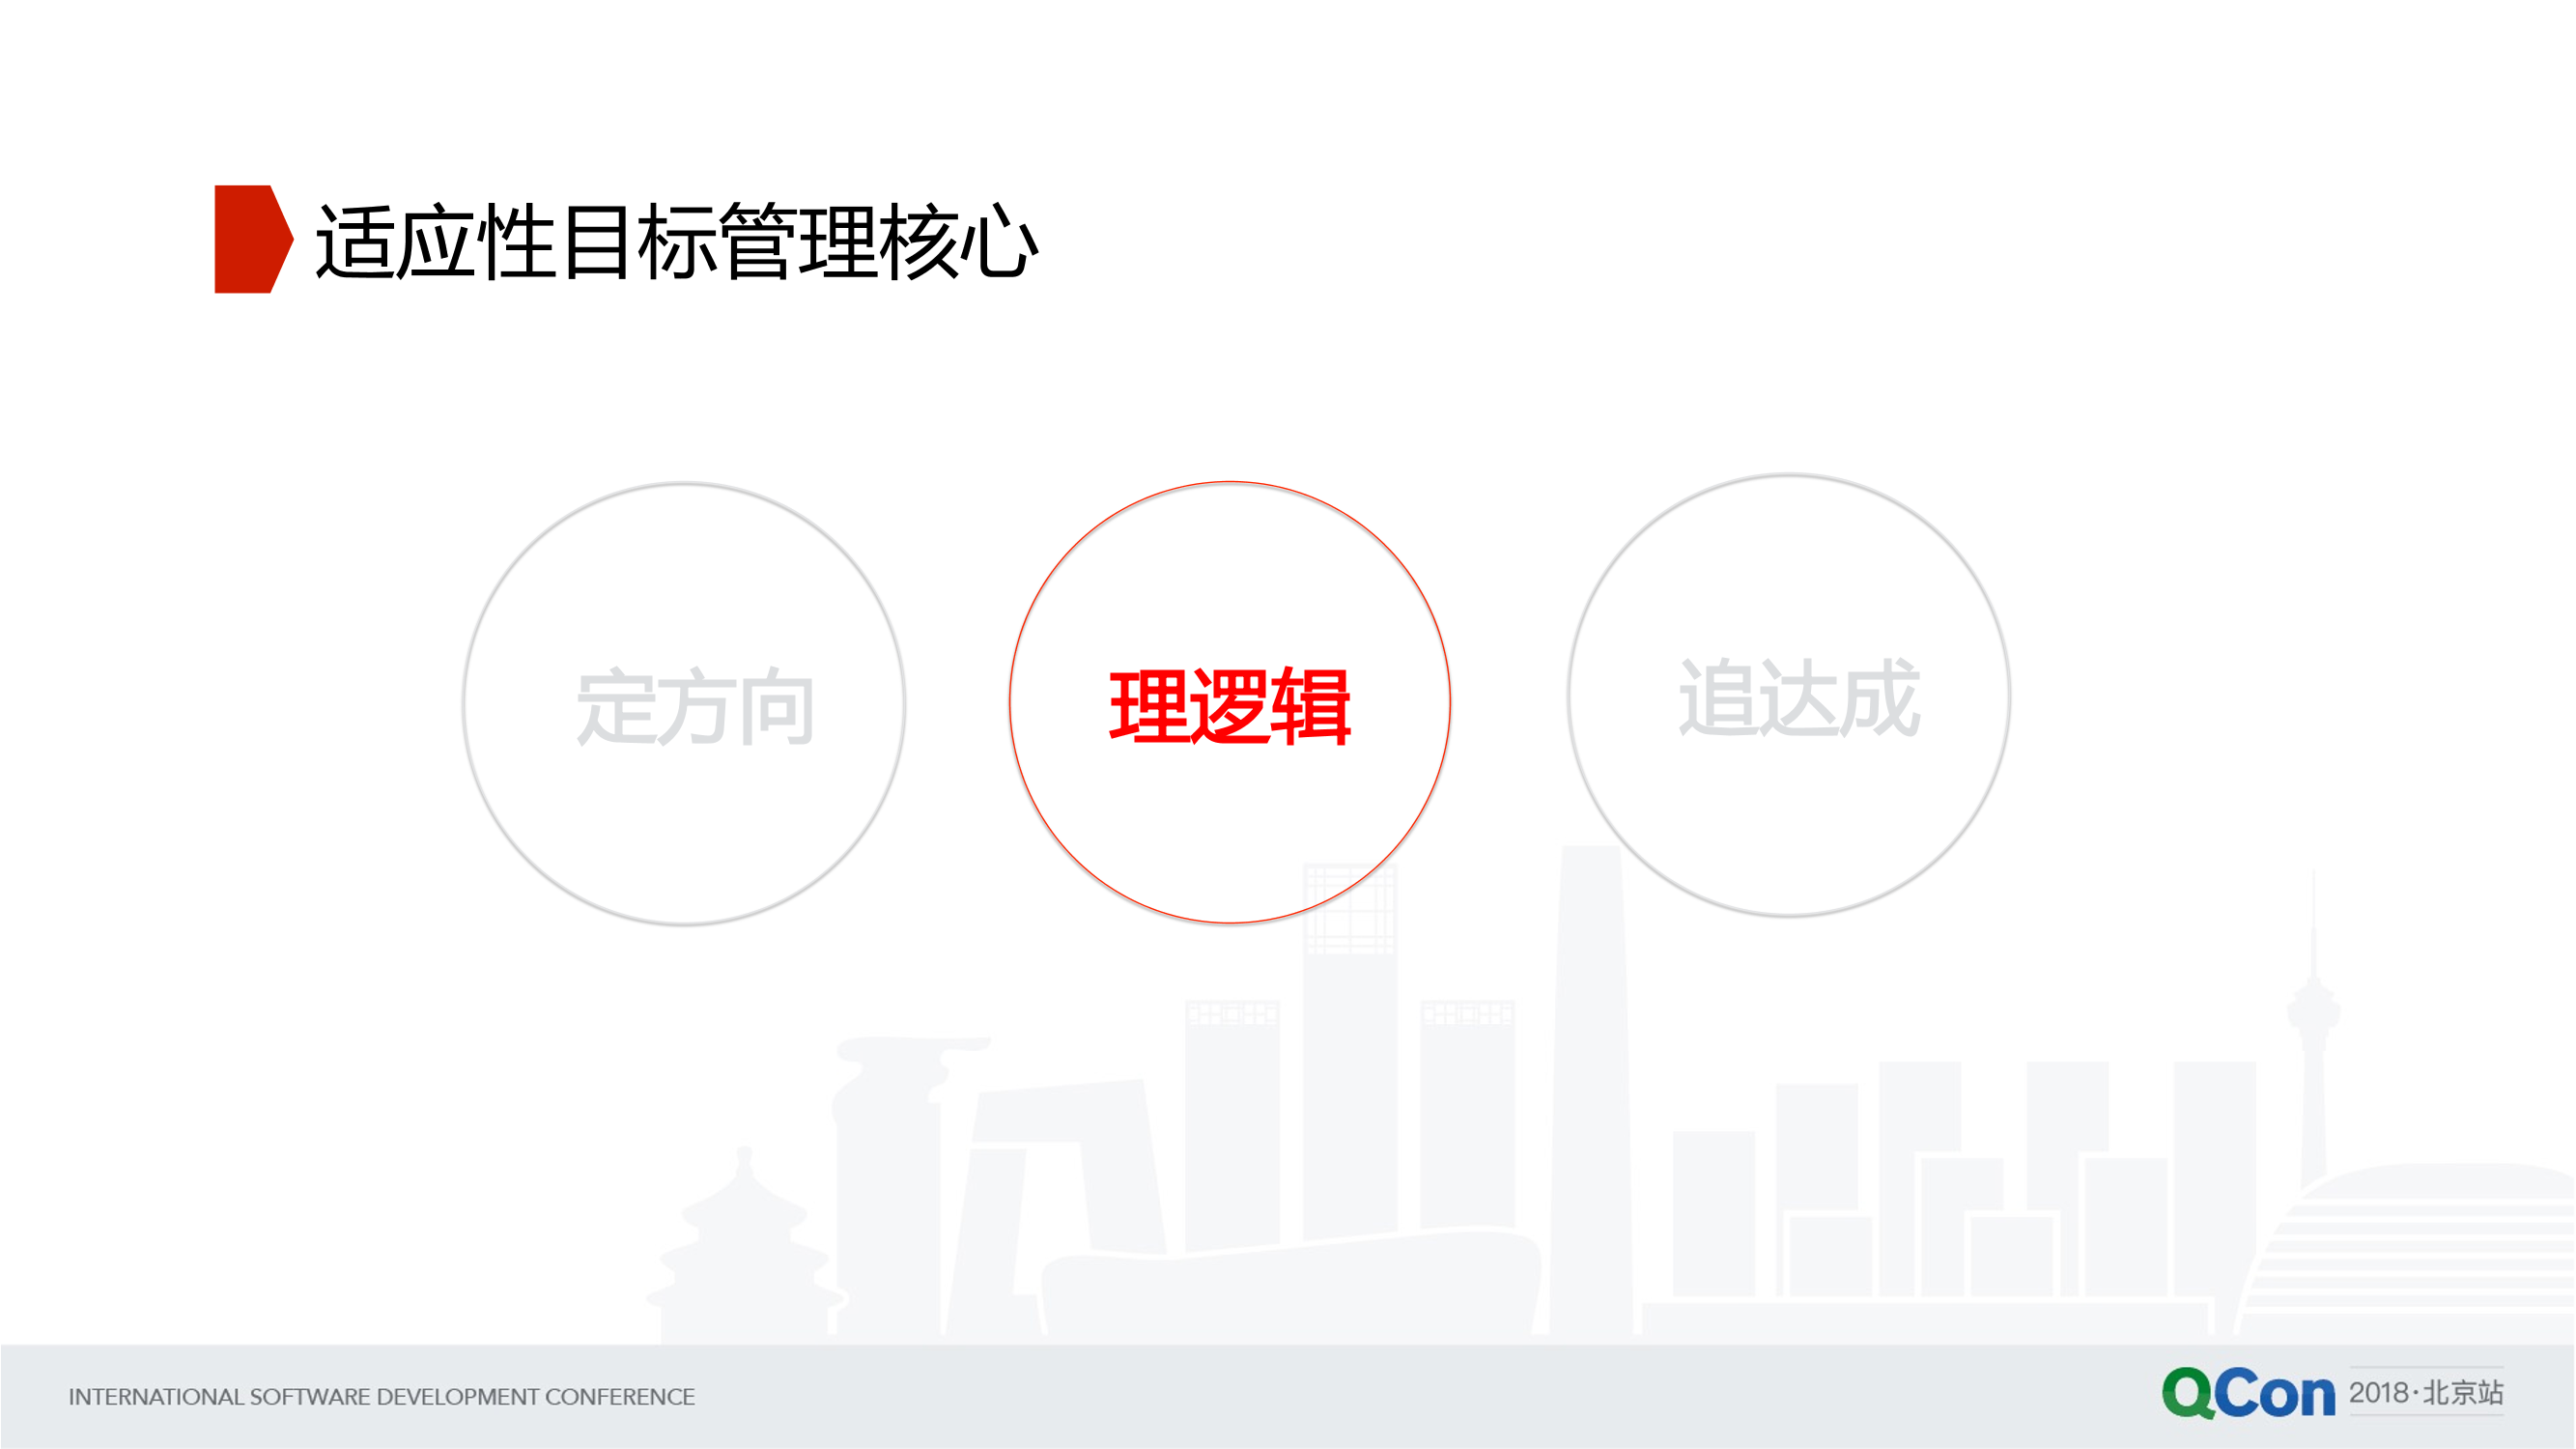 适应性目标管理核心
定方向
理逻辑
追达成
INTERNATIONAL SOFTWARE DEVELOPMENT CONFERENCE
QCon 2018·北京站